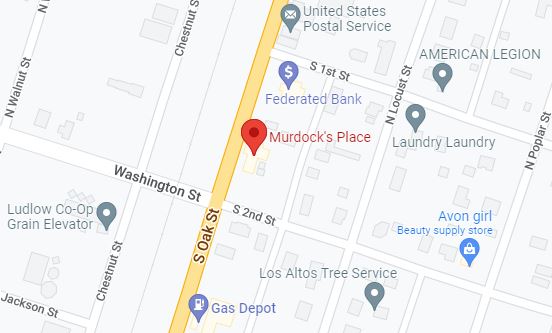 United States
Postal Service
Chestnut St
N Walnut St
AMERICAN LEGION
S 1st St
Federated Bank
N Locust St
Murdock's Place
Laundry Laundry
N Poplar St
Washington St
S 2nd St
Ludlow Co-Op
Grain Elevator
S Oak St
Avon girl
Beauty supply store
Chestnut St
Los Altos Tree Service
Jackson St
Gas Depot